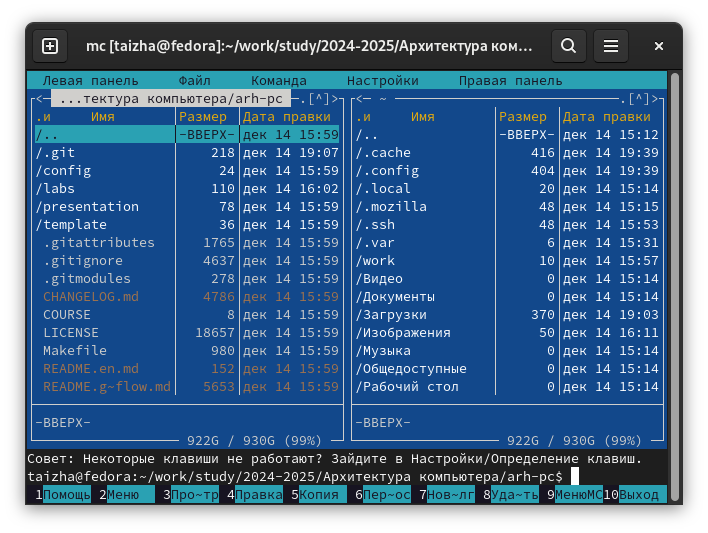 mc [taizha@fedora]:~/work/study/2024-2025/Архитектура ком…
Левая панель Файл Команда Настройки Правая панель
<— ...тектура компьютера/arh-pc —.[^]> <— ~ —.[^]>
.и Имя Размер Дата правки .и Имя Размер Дата правки
/.. -ВВЕРХ- дек 14 15:59 /.. -ВВЕРХ- дек 14 15:12
/.git 218 дек 14 19:07 /.cache 416 дек 14 19:39
/config 24 дек 14 15:59 /.config 404 дек 14 19:39
/labs 110 дек 14 16:02 /.local 20 дек 14 15:14
/presentation 78 дек 14 15:59 /.mozilla 48 дек 14 15:15
/template 36 дек 14 15:59 /.ssh 48 дек 14 15:53
.gitattributes 1765 дек 14 15:59 /.var 6 дек 14 15:31
.gitignore 4637 дек 14 15:59 /work 10 дек 14 15:57
.gitmodules 278 дек 14 15:59 /Видео 0 дек 14 15:14
CHANGELOG.md 4786 дек 14 15:59 /Документы 0 дек 14 15:14
COURSE 8 дек 14 15:59 /Загрузки 370 дек 14 19:03
LICENSE 18657 дек 14 15:59 /Изображения 50 дек 14 16:11
Makefile 980 дек 14 15:59 /Музыка 0 дек 14 15:14
README.en.md 152 дек 14 15:59 /Общедоступные 0 дек 14 15:14
README.g~flow.md 5653 дек 14 15:59 /Рабочий стол 0 дек 14 15:14
-ВВЕРХ- -ВВЕРХ-
922G / 930G (99%) 922G / 930G (99%)
Совет: Некоторые клавиши не работают? Зайдите в Настройки/Определение клавиш.
taizha@fedora:~/work/study/2024-2025/Архитектура компьютера/arh-pc$
1Помощь 2Меню 3Про~тр 4Правка 5Копия 6Пер~ос 7Нов~лг 8Уда~ть 9МенюMC 10Выход